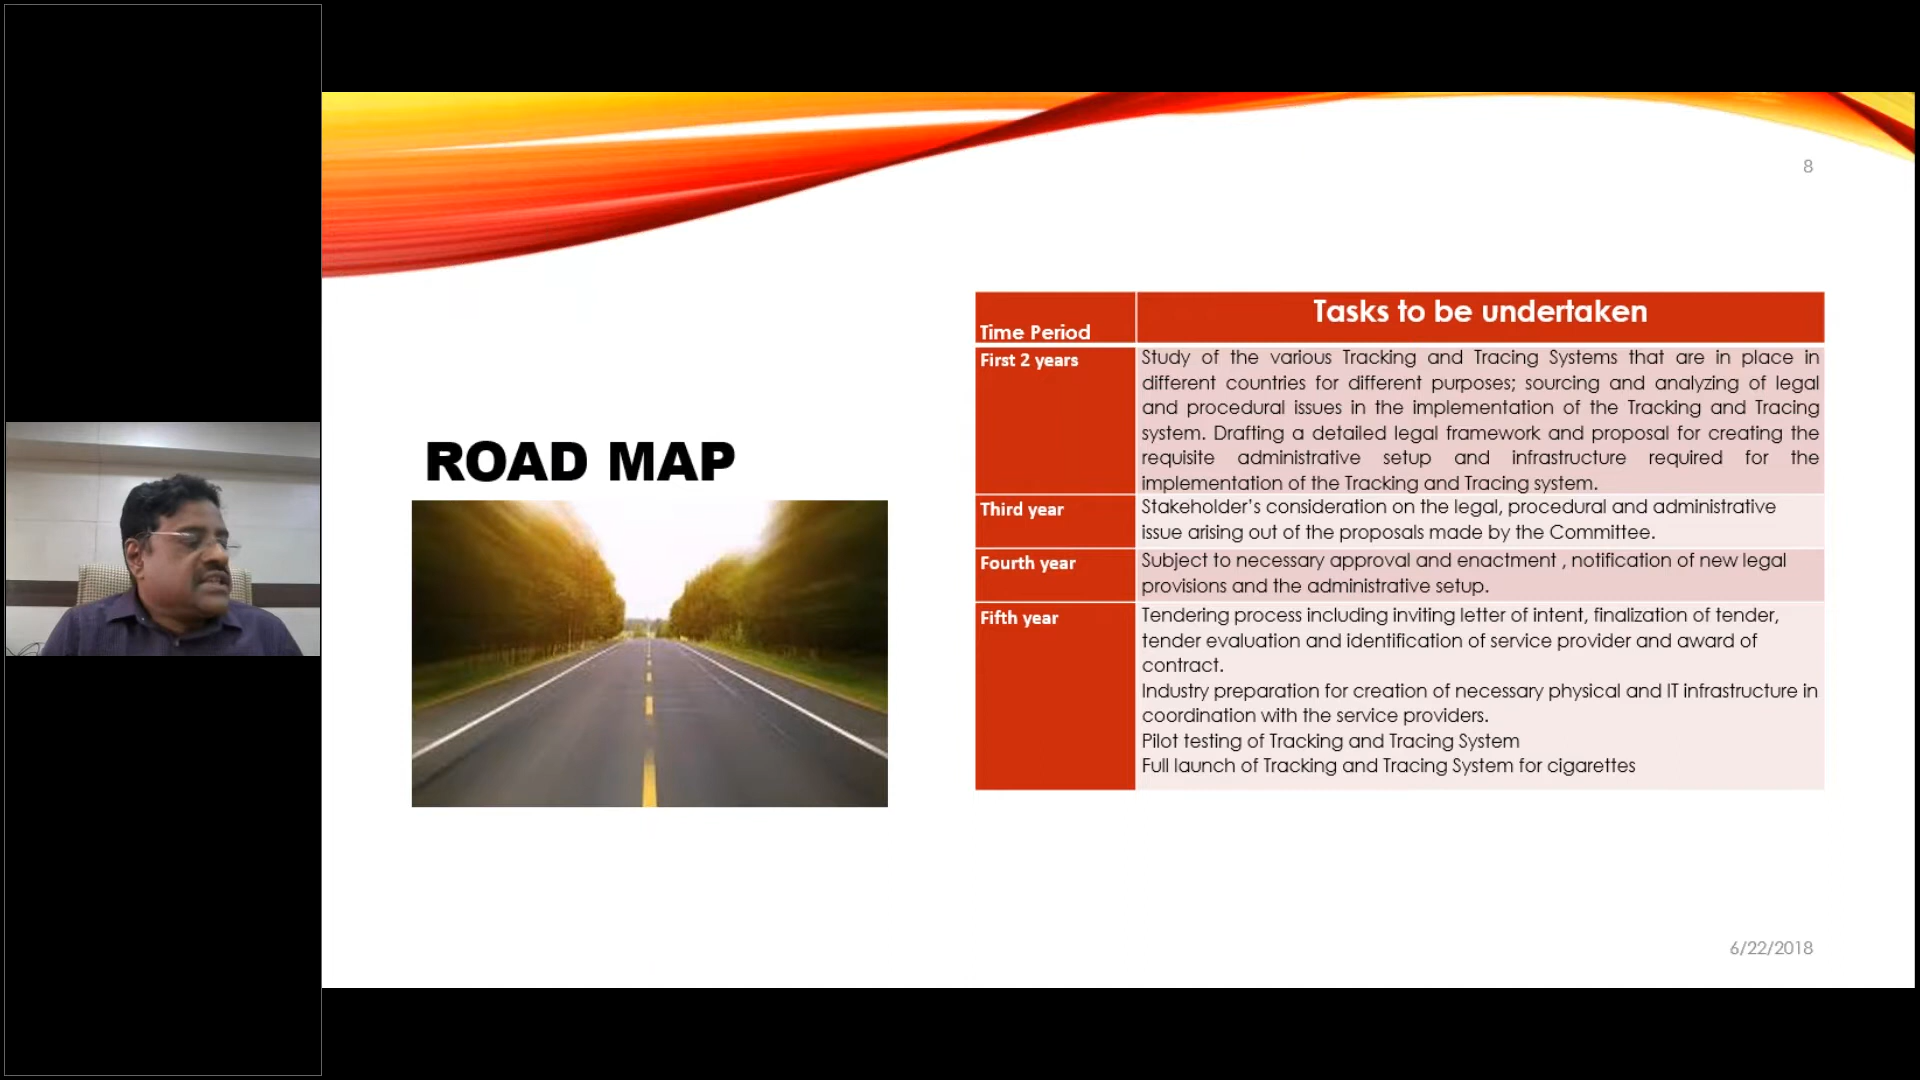 8
ROAD MAP
Time Period
Tasks to be undertaken
First 2 years
Study of the various Tracking and Tracing Systems that are in place in
different countries for different purposes; sourcing and analyzing of legal
and procedural issues in the implementation of the Tracking and Tracing
system. Drafting a detailed legal framework and proposal for creating the
requisite administrative setup and infrastructure required for the
implementation of the Tracking and Tracing system.
Third year
Stakeholder’s consideration on the legal, procedural and administrative
issue arising out of the proposals made by the Committee.
Fourth year
Subject to necessary approval and enactment , notification of new legal
provisions and the administrative setup.
Fifth year
Tendering process including inviting letter of intent, finalization of tender,
tender evaluation and identification of service provider and award of
contract.
Industry preparation for creation of necessary physical and IT infrastructure in
coordination with the service providers.
Pilot testing of Tracking and Tracing System
Full launch of Tracking and Tracing System for cigarettes
6/22/2018